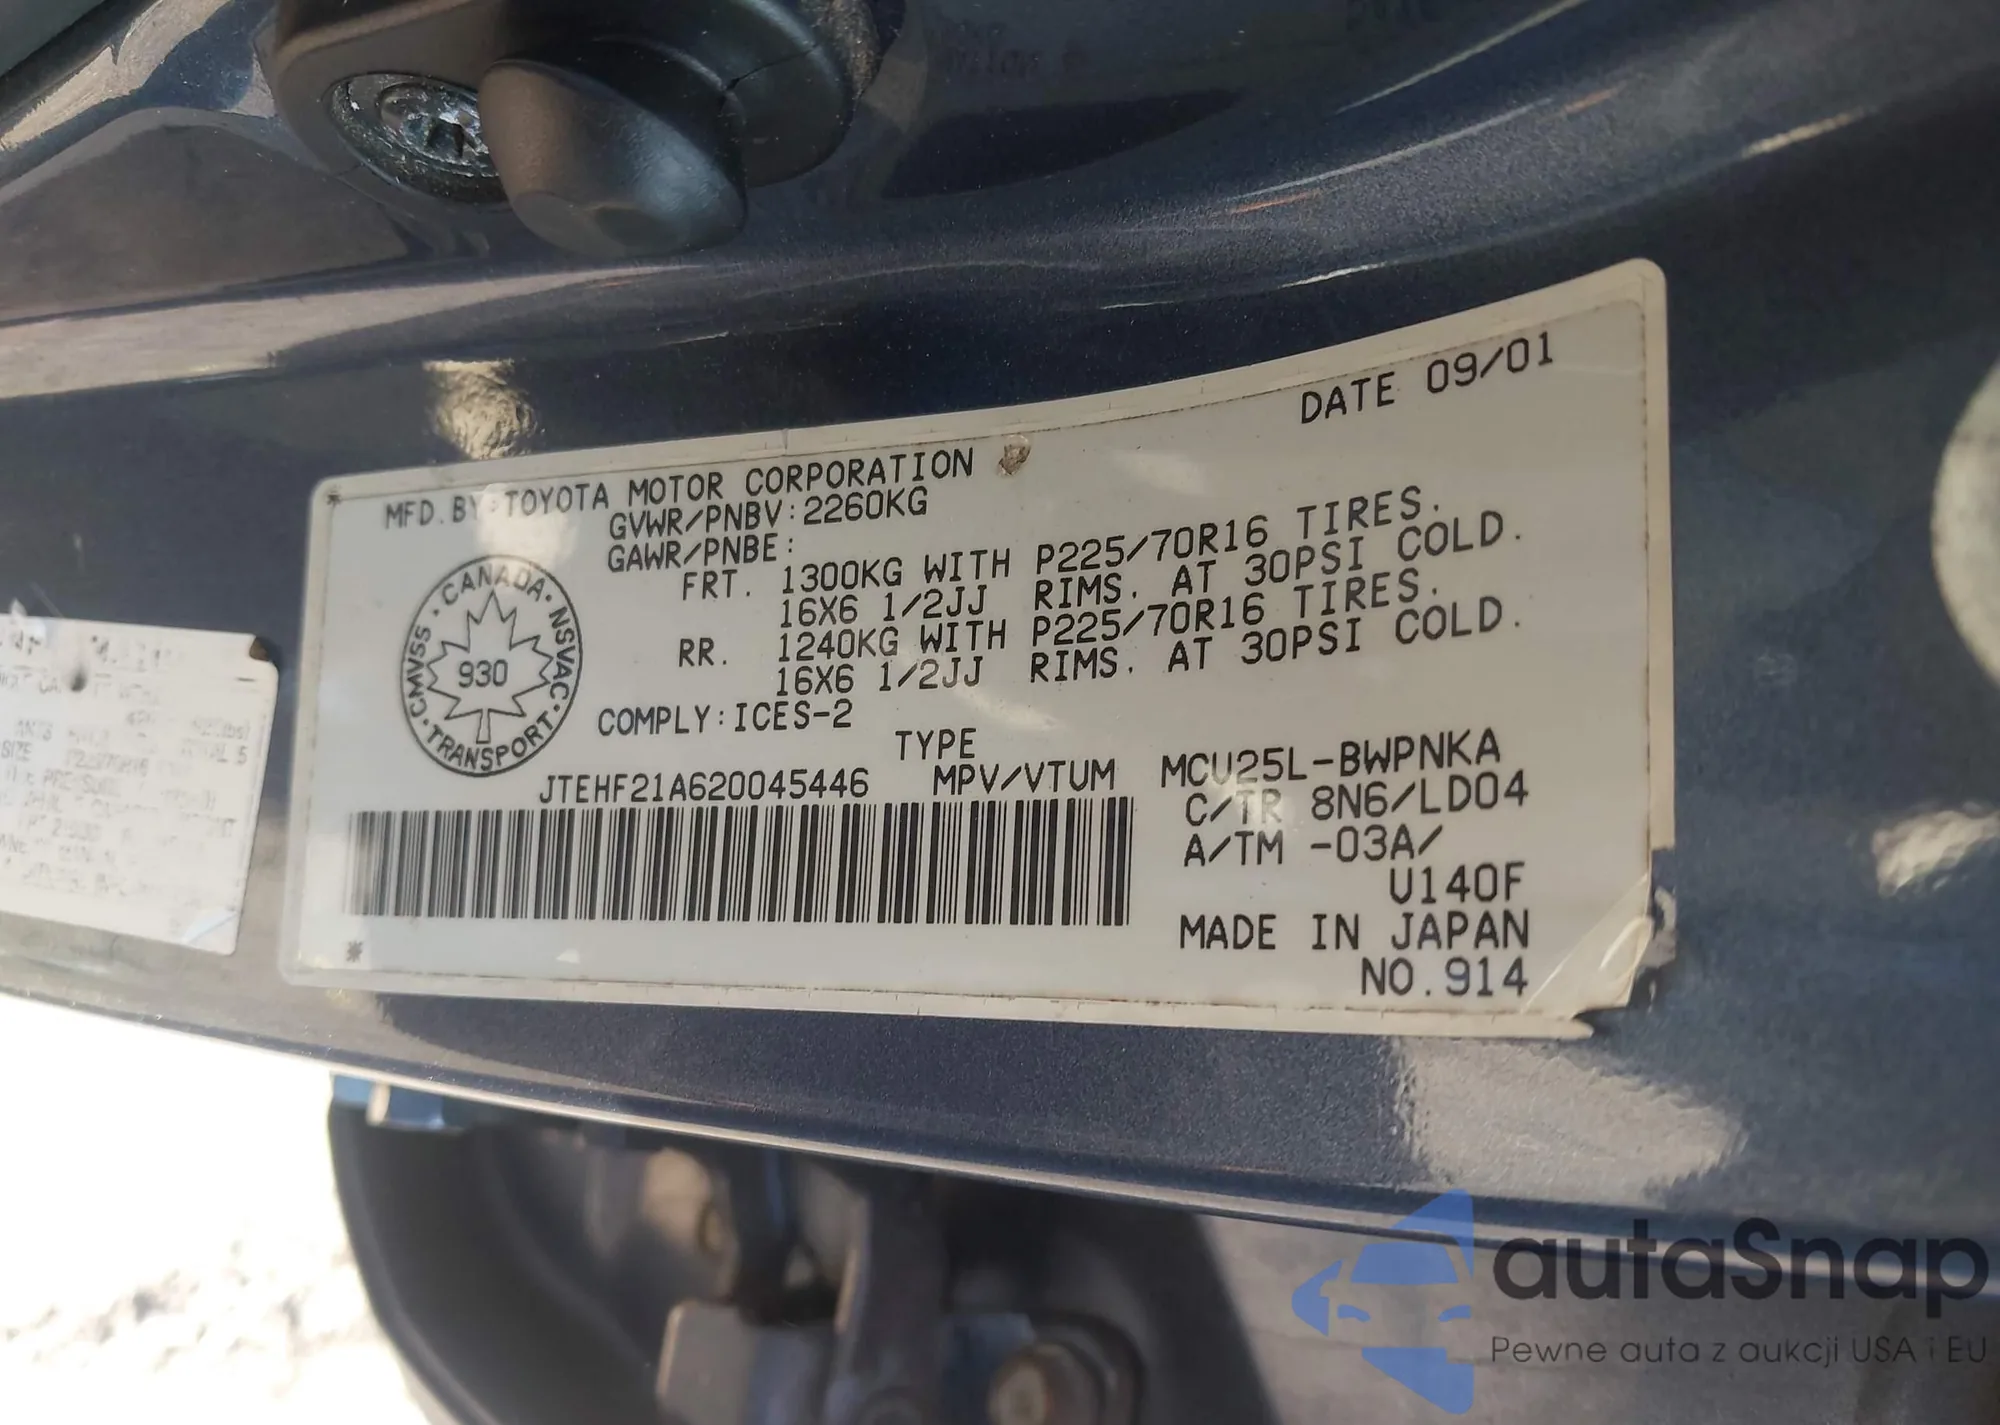 DATE 09/01
MFD.BY:TOYOTA MOTOR CORPORATION
GVWR/PNBV:2260KG
GAWR/PNBE:
FRT. 1300KG WITH P225/70R16 TIRES.
16X6 1/2JJ RIMS. AT 30PSI COLD.
RR. 1240KG WITH P225/70R16 TIRES.
16X6 1/2JJ RIMS. AT 30PSI COLD.
COMPLY:ICES-2
CANADA · NSVAC · TRANSPORT · CMVSS ·
930
TYPE
JTEHF21A620045446 MPV/VTUM MCU25L-BWPNKA
C/TR 8N6/LD04
A/TM -03A/
U140F
MADE IN JAPAN
NO.914
SIZE
autaSnap
Pewne auta z aukcji USA i EU